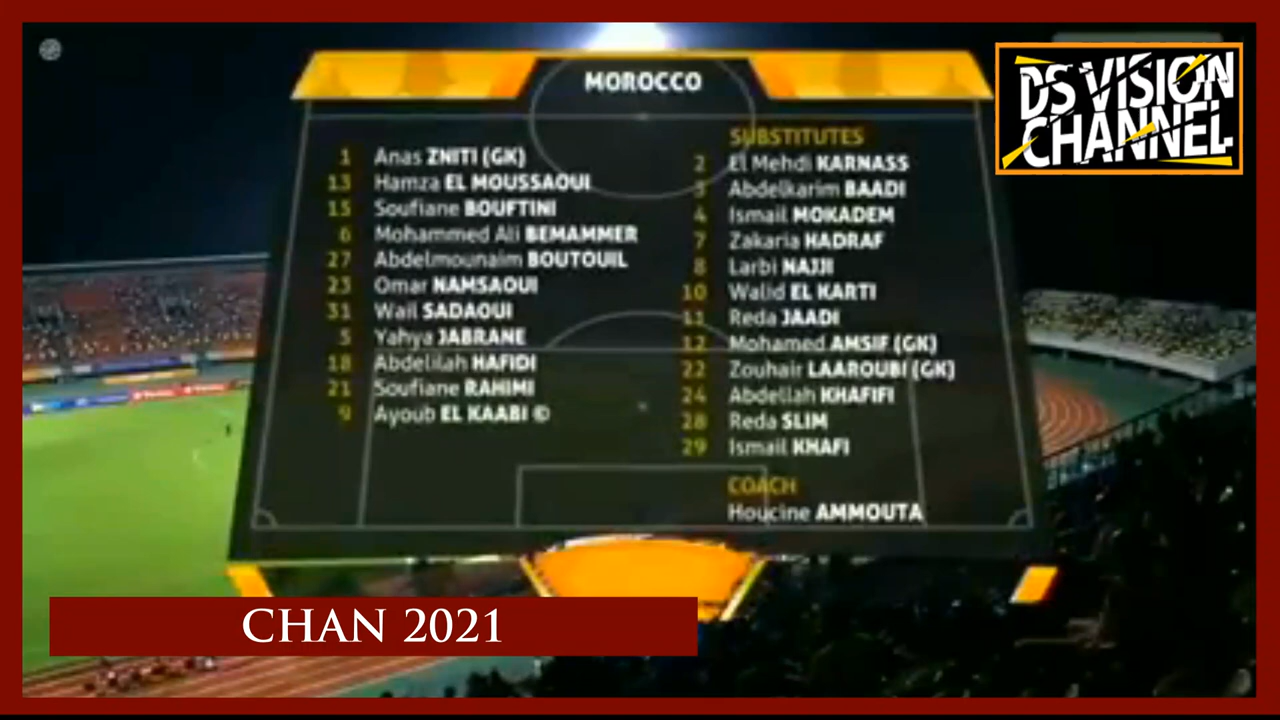 MOROCCO
1 Anas ZNITI (GK)
13 Hamza EL MOUSSAOUI
15 Soufiane BOUFTINI
6 Mohammed Ali BEMAMMER
27 Abdelmounaim BOUTOUIL
23 Omar NAMSAOUI
31 Wail SADAOUI
5 Yahya JABRANE
18 Abdelilah HAFIDI
21 Soufiane RAHIMI
9 Ayoub EL KAABI ©
SUBSTITUTES
2 El Mehdi KARNASS
3 Abdelkarim BAADI
4 Ismail MOKADEM
7 Zakaria HADRAF
8 Larbi NAJJI
10 Walid EL KARTI
11 Reda JAADI
12 Mohamed AMSIF (GK)
22 Zouhair LAAROUBI (GK)
24 Abdellah KHAFIFI
28 Reda SLIM
29 Ismail KHAFI
COACH
Houcine AMMOUTA
DS VISION
CHANNEL
CHAN 2021